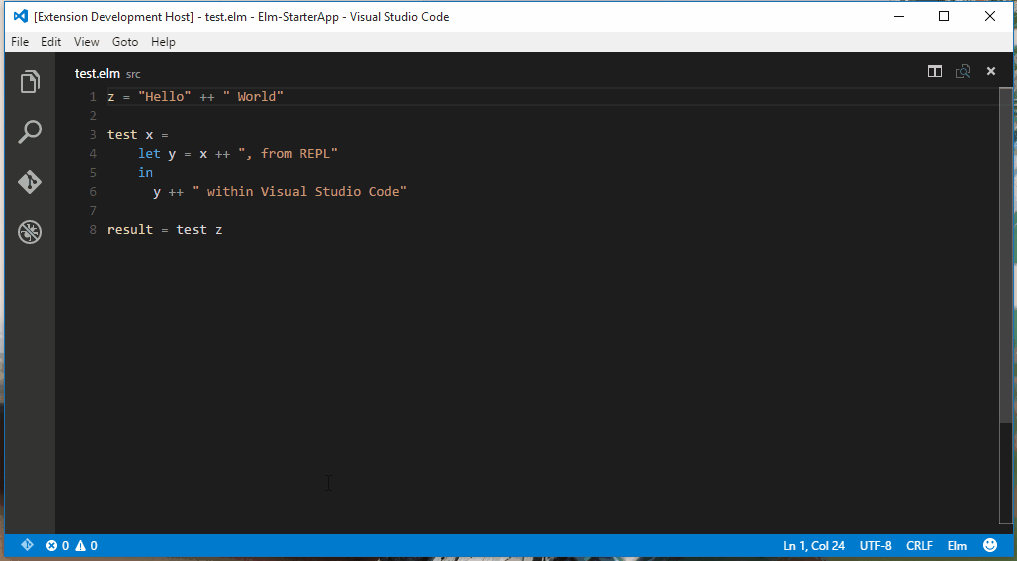 [Extension Development Host] - test.elm - Elm-StarterApp - Visual Studio Code
File Edit View Goto Help
test.elm src
1 z = "Hello" ++ " World"
2
3 test x =
4 let y = x ++ ", from REPL"
5 in
6 y ++ " within Visual Studio Code"
7
8 result = test z
0 0 Ln 1, Col 24 UTF-8 CRLF Elm